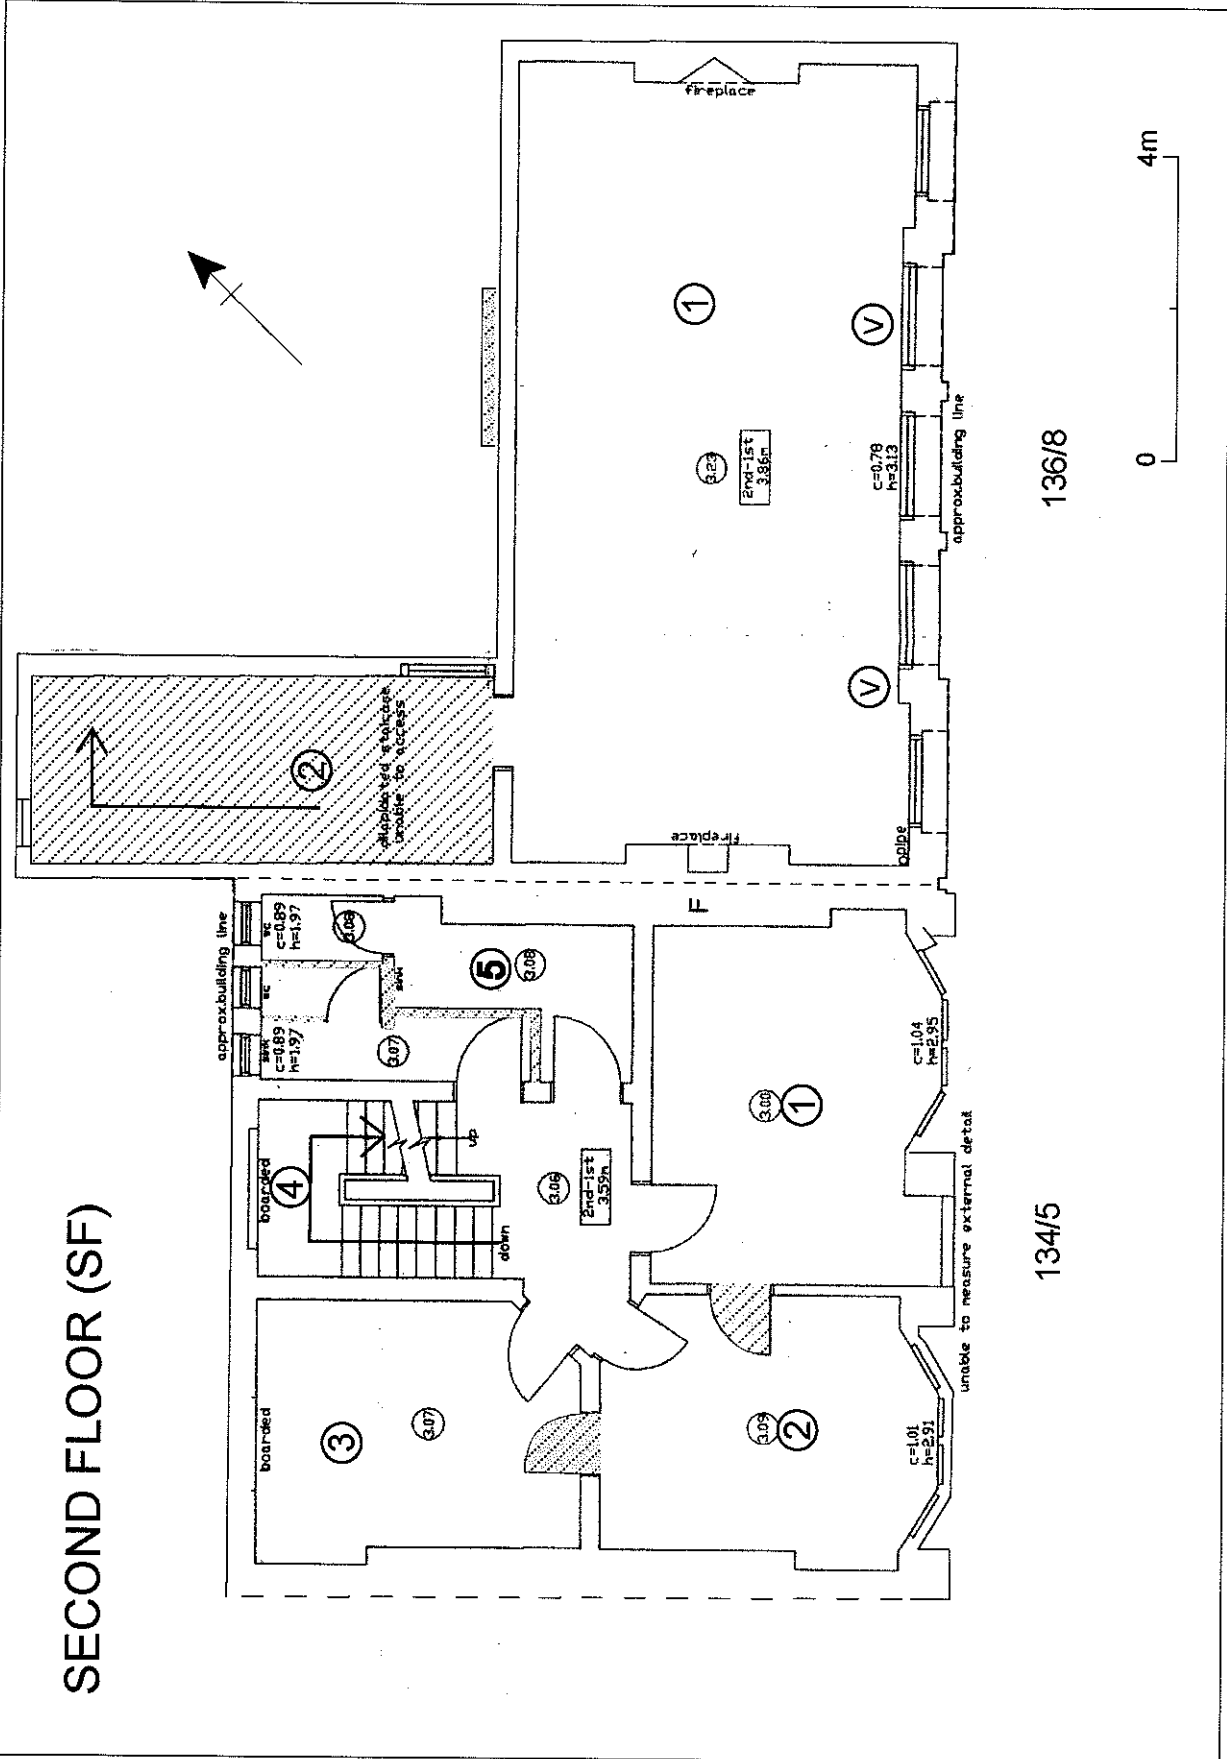 SECOND FLOOR (SF)
boarded
3
3.07
boarded
4
up
down
3.06
2nd-1st
3.59m
approx.building line
sink
c=0.89
h=1.97
wc
wc
c=0.89
h=1.97
3.08
3.07
sink
5
3.08
2
dilapidated staircase
unable to access
fireplace
1
3.23
2nd-1st
3.86m
V
V
c=0.78
h=3.13
approx.building line
fireplace
pipe
F
3.00
1
c=1.04
h=2.95
3.09
2
c=1.01
h=2.91
unable to measure external detail
134/5
136/8
0
4m